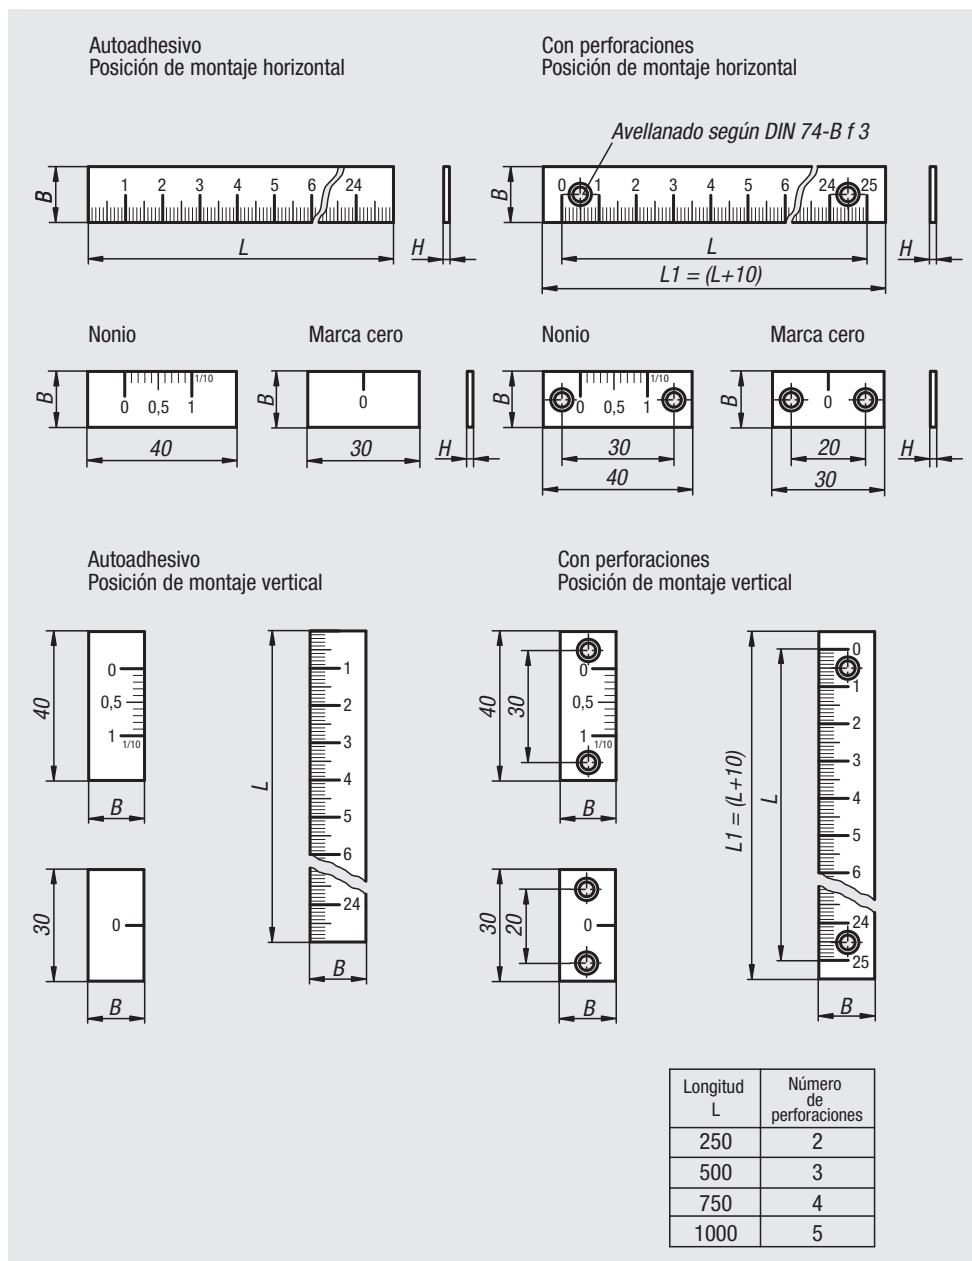 Autoadhesivo
Posición de montaje horizontal
Con perforaciones
Posición de montaje horizontal
Avellanado según DIN 74-B f 3
B
1 2 3 4 5 6 24
L
H
B
0 1 2 3 4 5 6 24 25
L
L1 = (L+10)
H
Nonio
Marca cero
Nonio
Marca cero
B
1/10
0 0,5 1
40
B
0
30
H
B
1/10
0 0,5 1
30
40
B
0
20
30
H
Autoadhesivo
Posición de montaje vertical
Con perforaciones
Posición de montaje vertical
40
0
0,5
1
1/10
B
L
1
2
3
4
5
6
24
B
30
0
B
40
30
0
0,5
1
1/10
B
30
20
0
B
L1 = (L+10)
L
0
1
2
3
4
5
6
24
25
B
Longitud
L
Número
de
perforaciones
250 2
500 3
750 4
1000 5